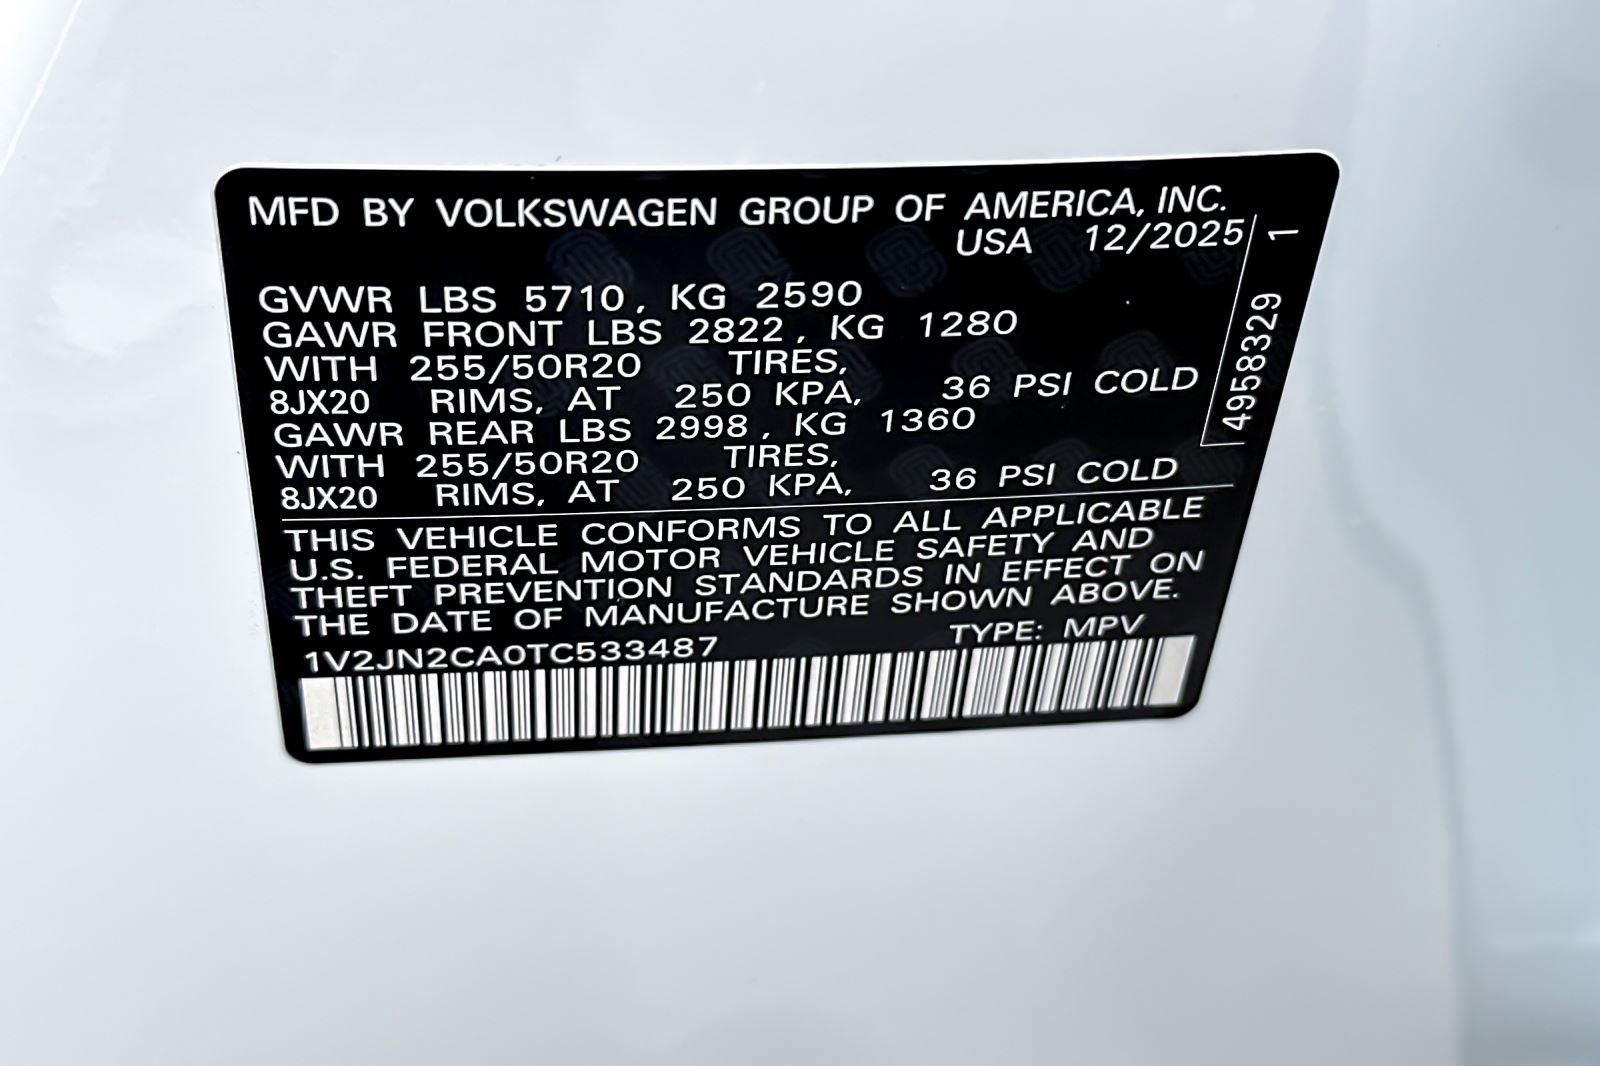 MFD BY VOLKSWAGEN GROUP OF AMERICA, INC.
USA 12/2025
GVWR LBS 5710, KG 2590
GAWR FRONT LBS 2822, KG 1280
WITH 255/50R20 TIRES,
8JX20 RIMS, AT 250 KPA, 36 PSI COLD
GAWR REAR LBS 2998, KG 1360
WITH 255/50R20 TIRES,
8JX20 RIMS, AT 250 KPA, 36 PSI COLD
THIS VEHICLE CONFORMS TO ALL APPLICABLE
U.S. FEDERAL MOTOR VEHICLE SAFETY AND
THEFT PREVENTION STANDARDS IN EFFECT ON
THE DATE OF MANUFACTURE SHOWN ABOVE.
1V2JN2CA0TC533487 TYPE: MPV
4958329 1